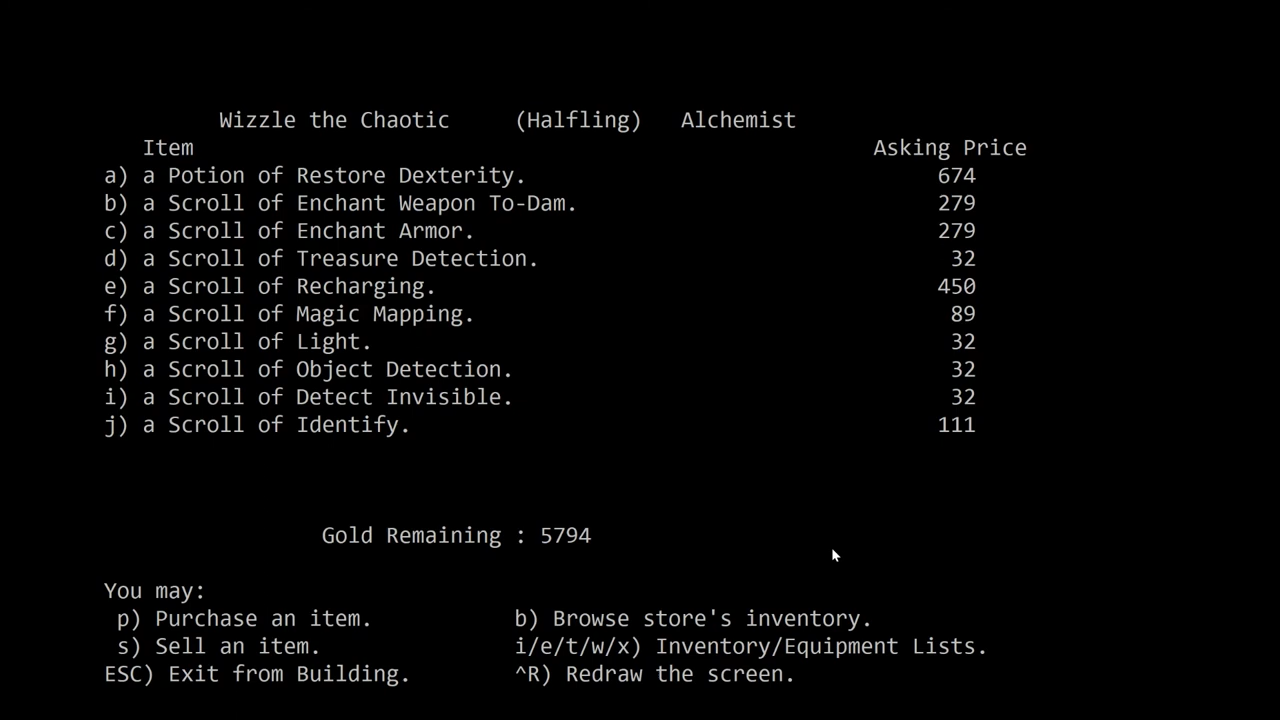 Wizzle the Chaotic (Halfling) Alchemist
Item Asking Price
a) a Potion of Restore Dexterity. 674
b) a Scroll of Enchant Weapon To-Dam. 279
c) a Scroll of Enchant Armor. 279
d) a Scroll of Treasure Detection. 32
e) a Scroll of Recharging. 450
f) a Scroll of Magic Mapping. 89
g) a Scroll of Light. 32
h) a Scroll of Object Detection. 32
i) a Scroll of Detect Invisible. 32
j) a Scroll of Identify. 111
Gold Remaining : 5794
You may:
p) Purchase an item. b) Browse store's inventory.
s) Sell an item. i/e/t/w/x) Inventory/Equipment Lists.
ESC) Exit from Building. ^R) Redraw the screen.